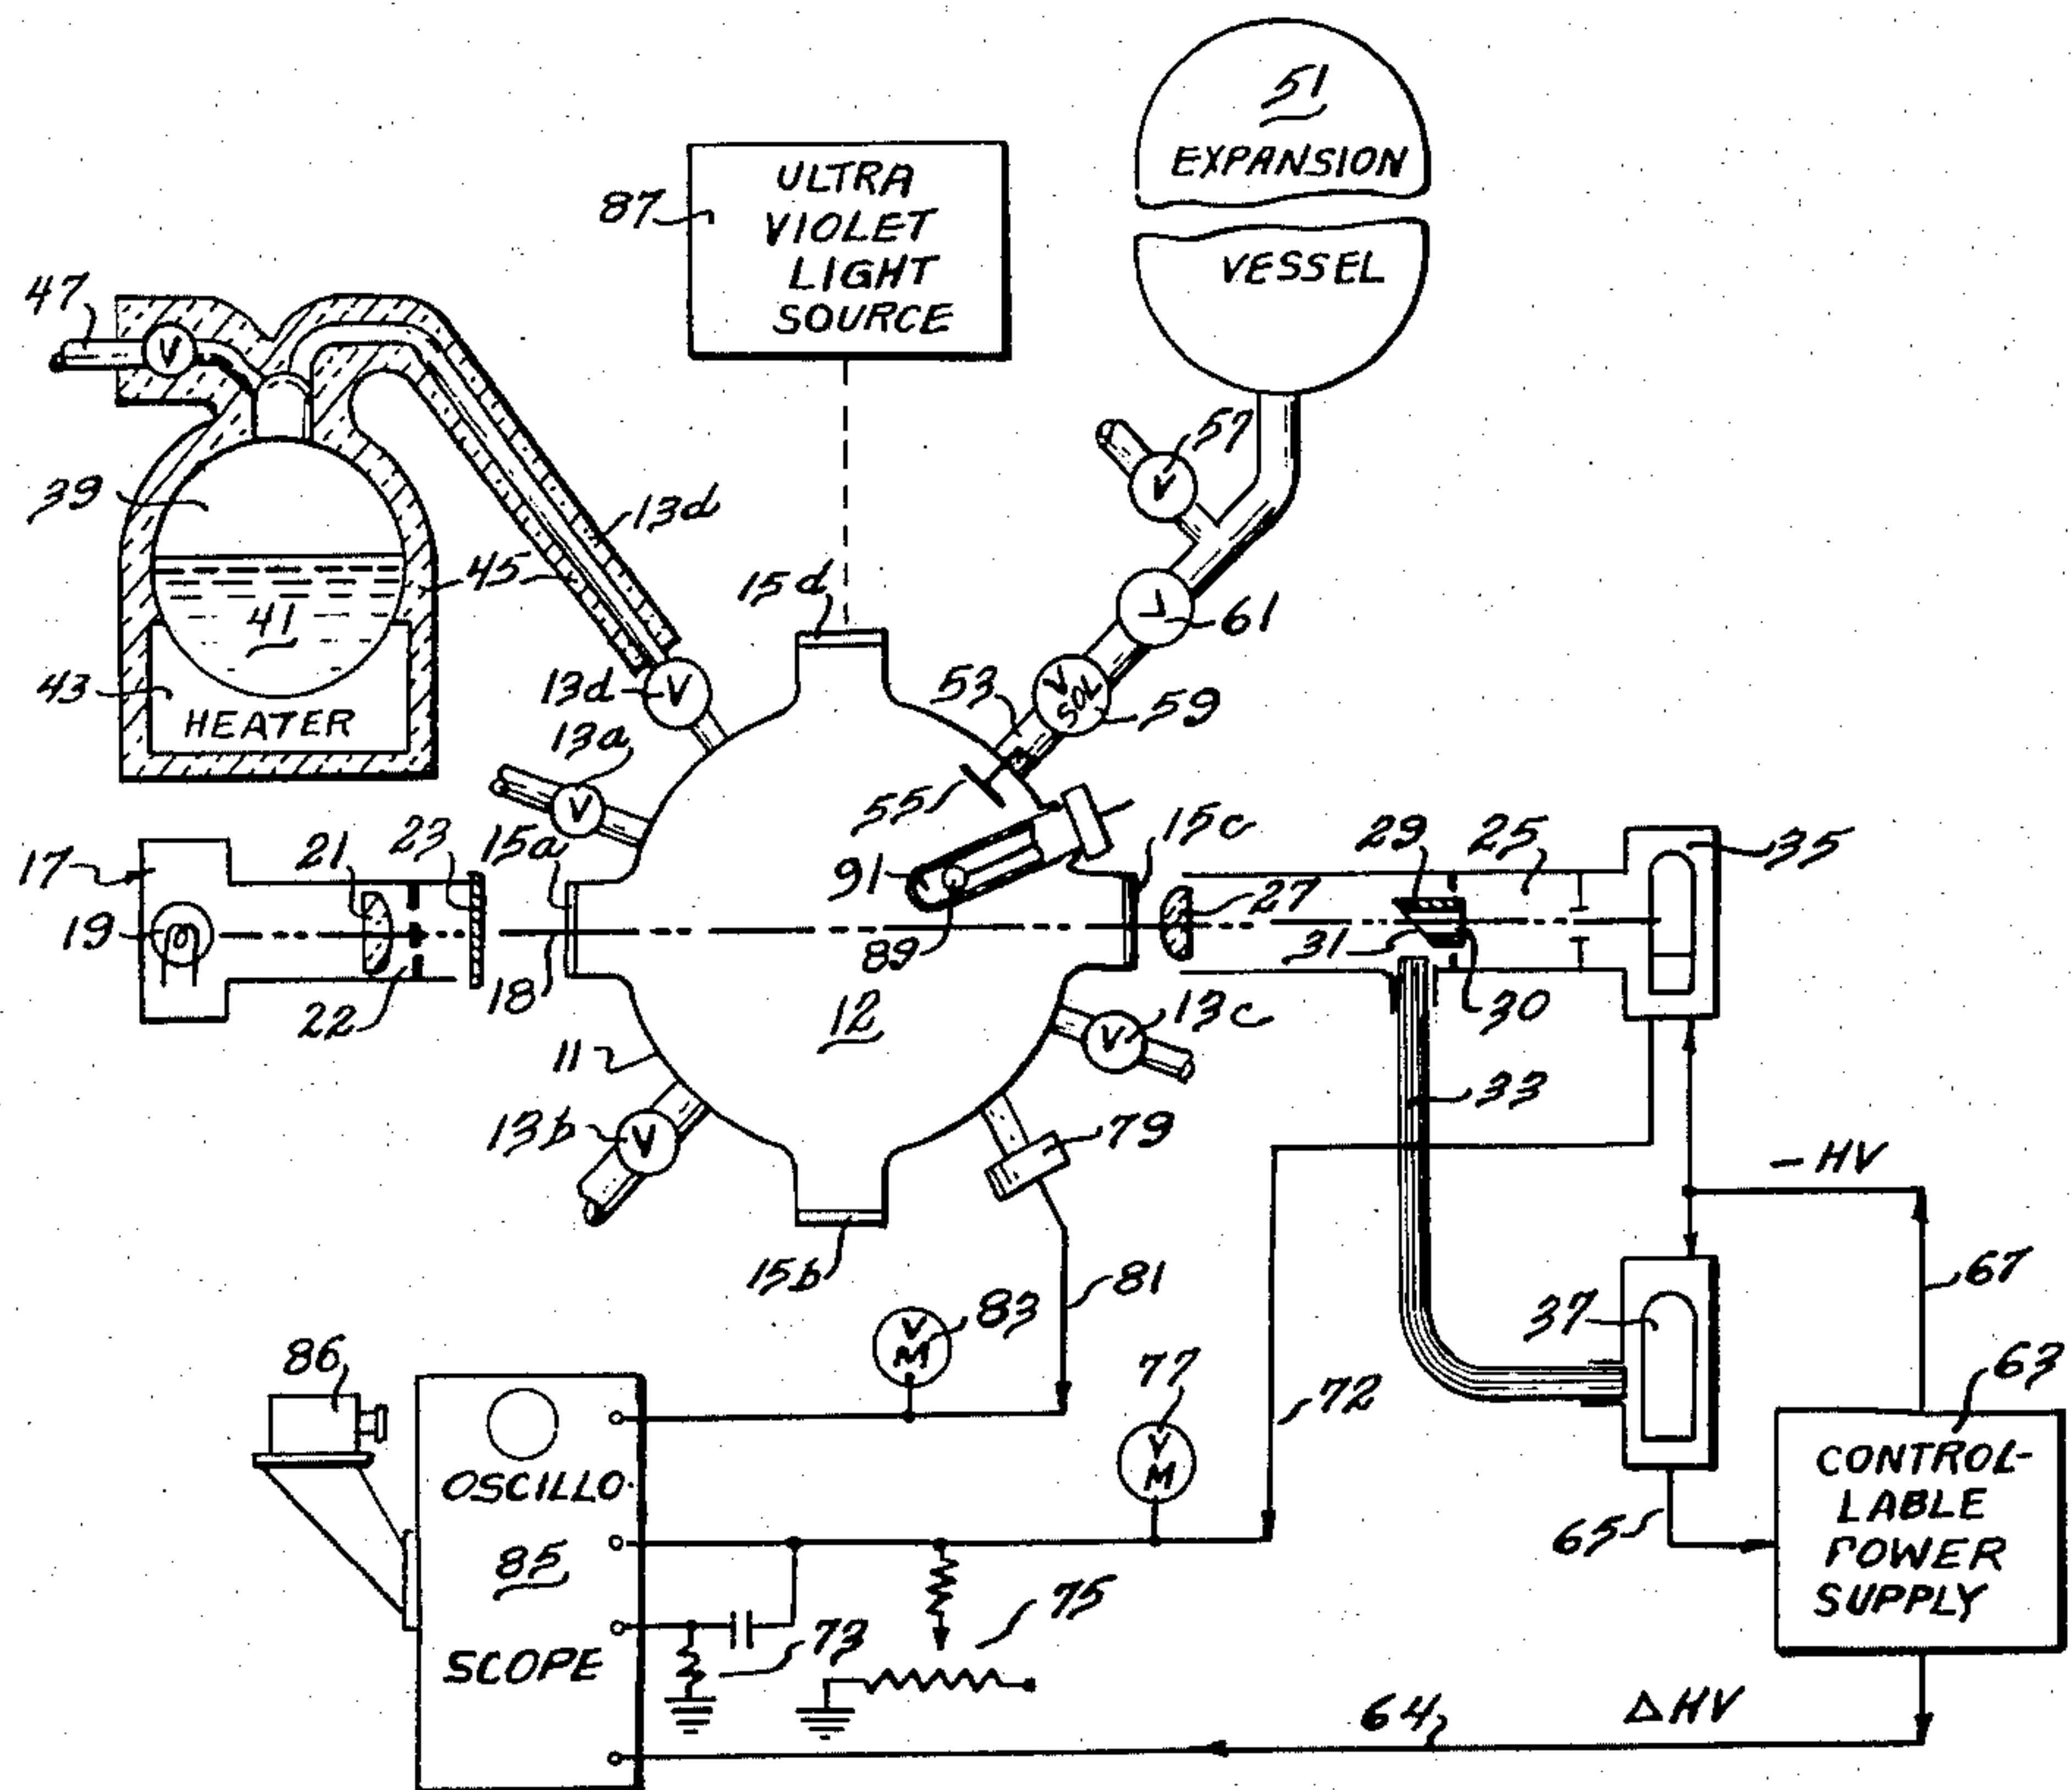 51
EXPANSION
VESSEL
87
ULTRA
VIOLET
LIGHT
SOURCE
47
V
57
V
39
13d
45
15d
41
61
V
43
HEATER
13d
V
53
V
SOL
59
13a
V
55
15c
29
25
35
17
21
23
15a
91
27
19
89
31
18
12
30
22
13c
V
11
33
13b
V
79
-HV
15b
81
67
83
V
M
37
86
77
63
72
V
M
CONTROL-
LABLE
POWER
SUPPLY
OSCILLO-
85
SCOPE
65
75
73
64
ΔHV